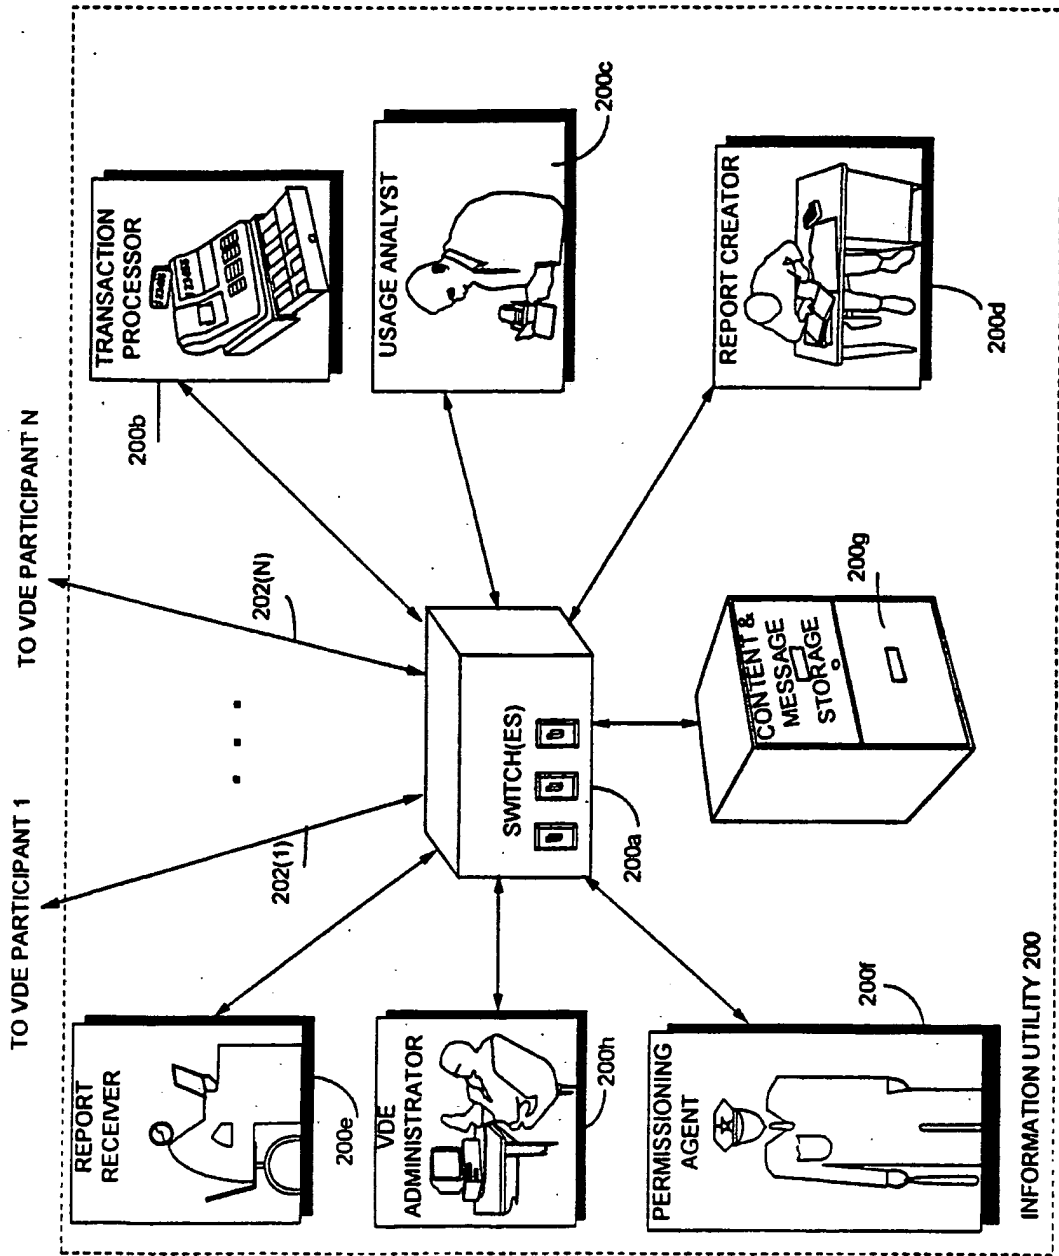 TO VDE PARTICIPANT 1
TO VDE PARTICIPANT N
REPORT
RECEIVER
200e
202(1)
202(N)
TRANSACTION
PROCESSOR
200b
VDE
ADMINISTRATOR
200h
SWITCH(ES)
200a
USAGE ANALYST
200c
PERMISSIONING
AGENT
200f
CONTENT &
MESSAGE
STORAGE
200g
REPORT CREATOR
200d
INFORMATION UTILITY 200